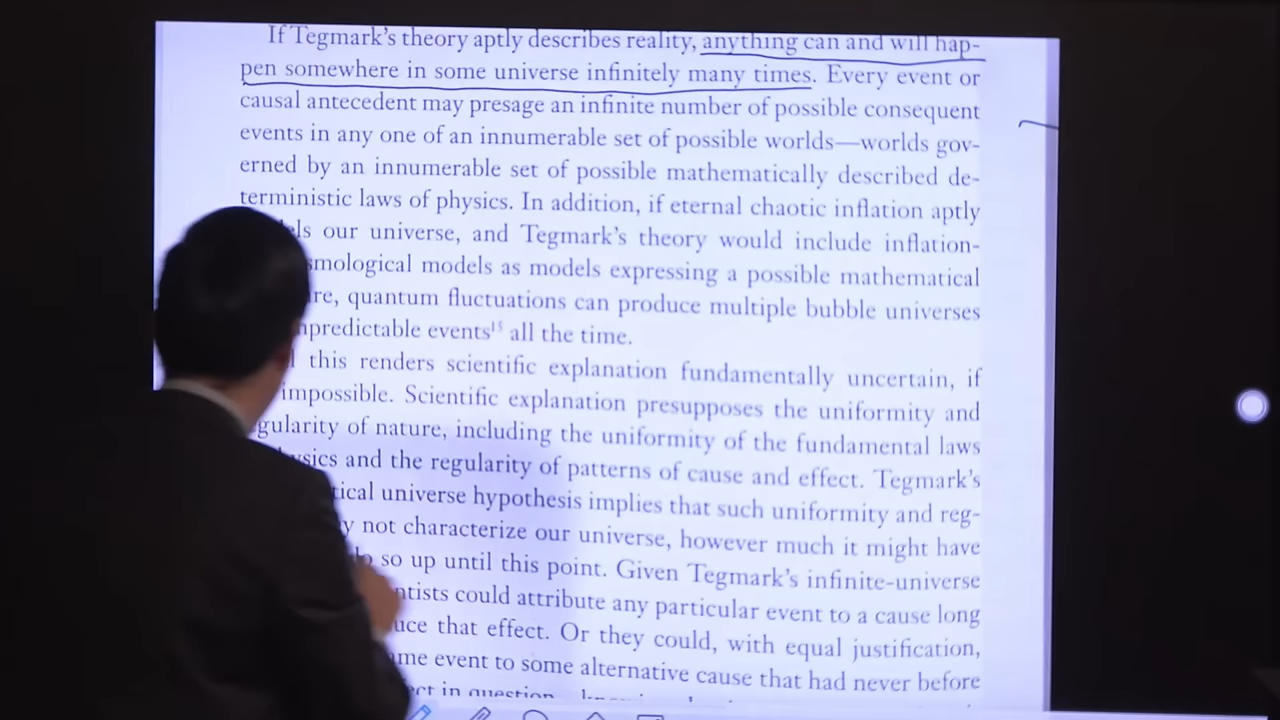 If Tegmark's theory aptly describes reality, anything can and will hap-
pen somewhere in some universe infinitely many times. Every event or
causal antecedent may presage an infinite number of possible consequent
events in any one of an innumerable set of possible worlds—worlds gov-
erned by an innumerable set of possible mathematically described de-
terministic laws of physics. In addition, if eternal chaotic inflation aptly
ls our universe, and Tegmark's theory would include inflation-
smological models as models expressing a possible mathematical
re, quantum fluctuations can produce multiple bubble universes
npredictable events¹⁵ all the time.
this renders scientific explanation fundamentally uncertain, if
impossible. Scientific explanation presupposes the uniformity and
gularity of nature, including the uniformity of the fundamental laws
sics and the regularity of patterns of cause and effect. Tegmark's
tical universe hypothesis implies that such uniformity and reg-
y not characterize our universe, however much it might have
so up until this point. Given Tegmark's infinite-universe
ntists could attribute any particular event to a cause long
uce that effect. Or they could, with equal justification,
me event to some alternative cause that had never before
ect in question